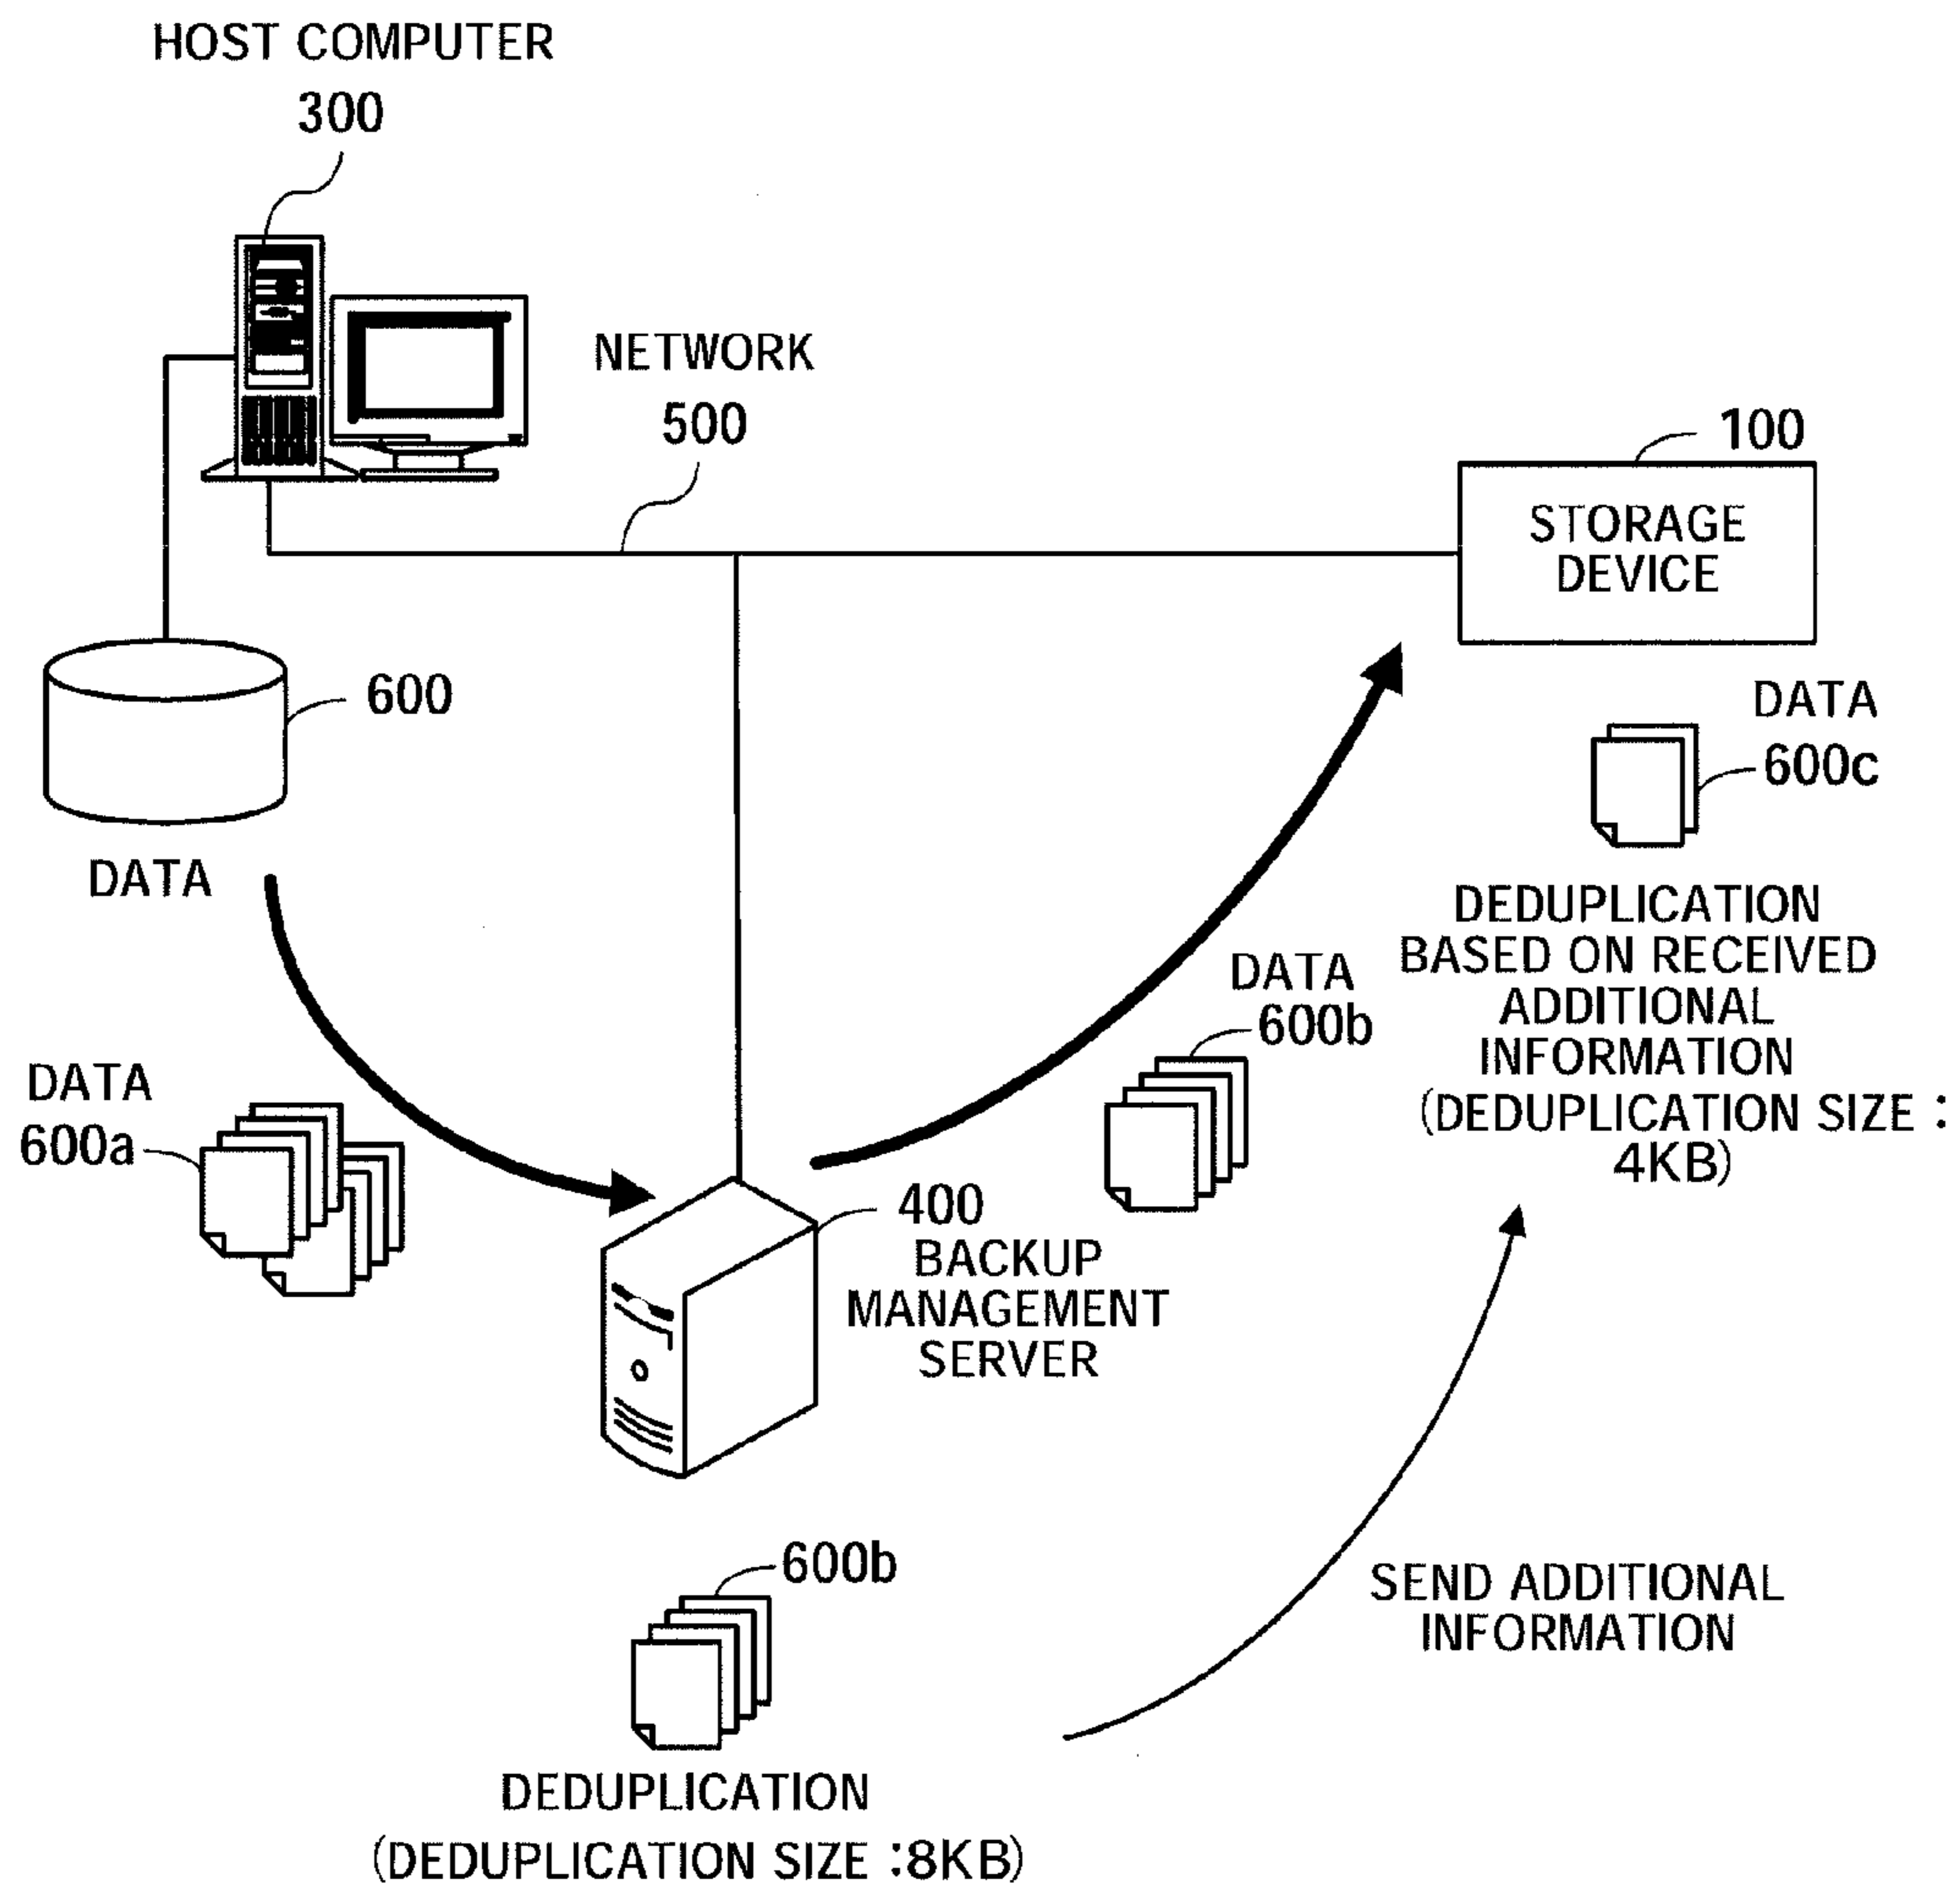 HOST COMPUTER
300
NETWORK
500
100
STORAGE
DEVICE
600
DATA
DATA
600c
DEDUPLICATION
BASED ON RECEIVED
ADDITIONAL
INFORMATION
(DEDUPLICATION SIZE :
4KB)
DATA
600b
DATA
600a
400
BACKUP
MANAGEMENT
SERVER
600b
SEND ADDITIONAL
INFORMATION
DEDUPLICATION
(DEDUPLICATION SIZE :8KB)